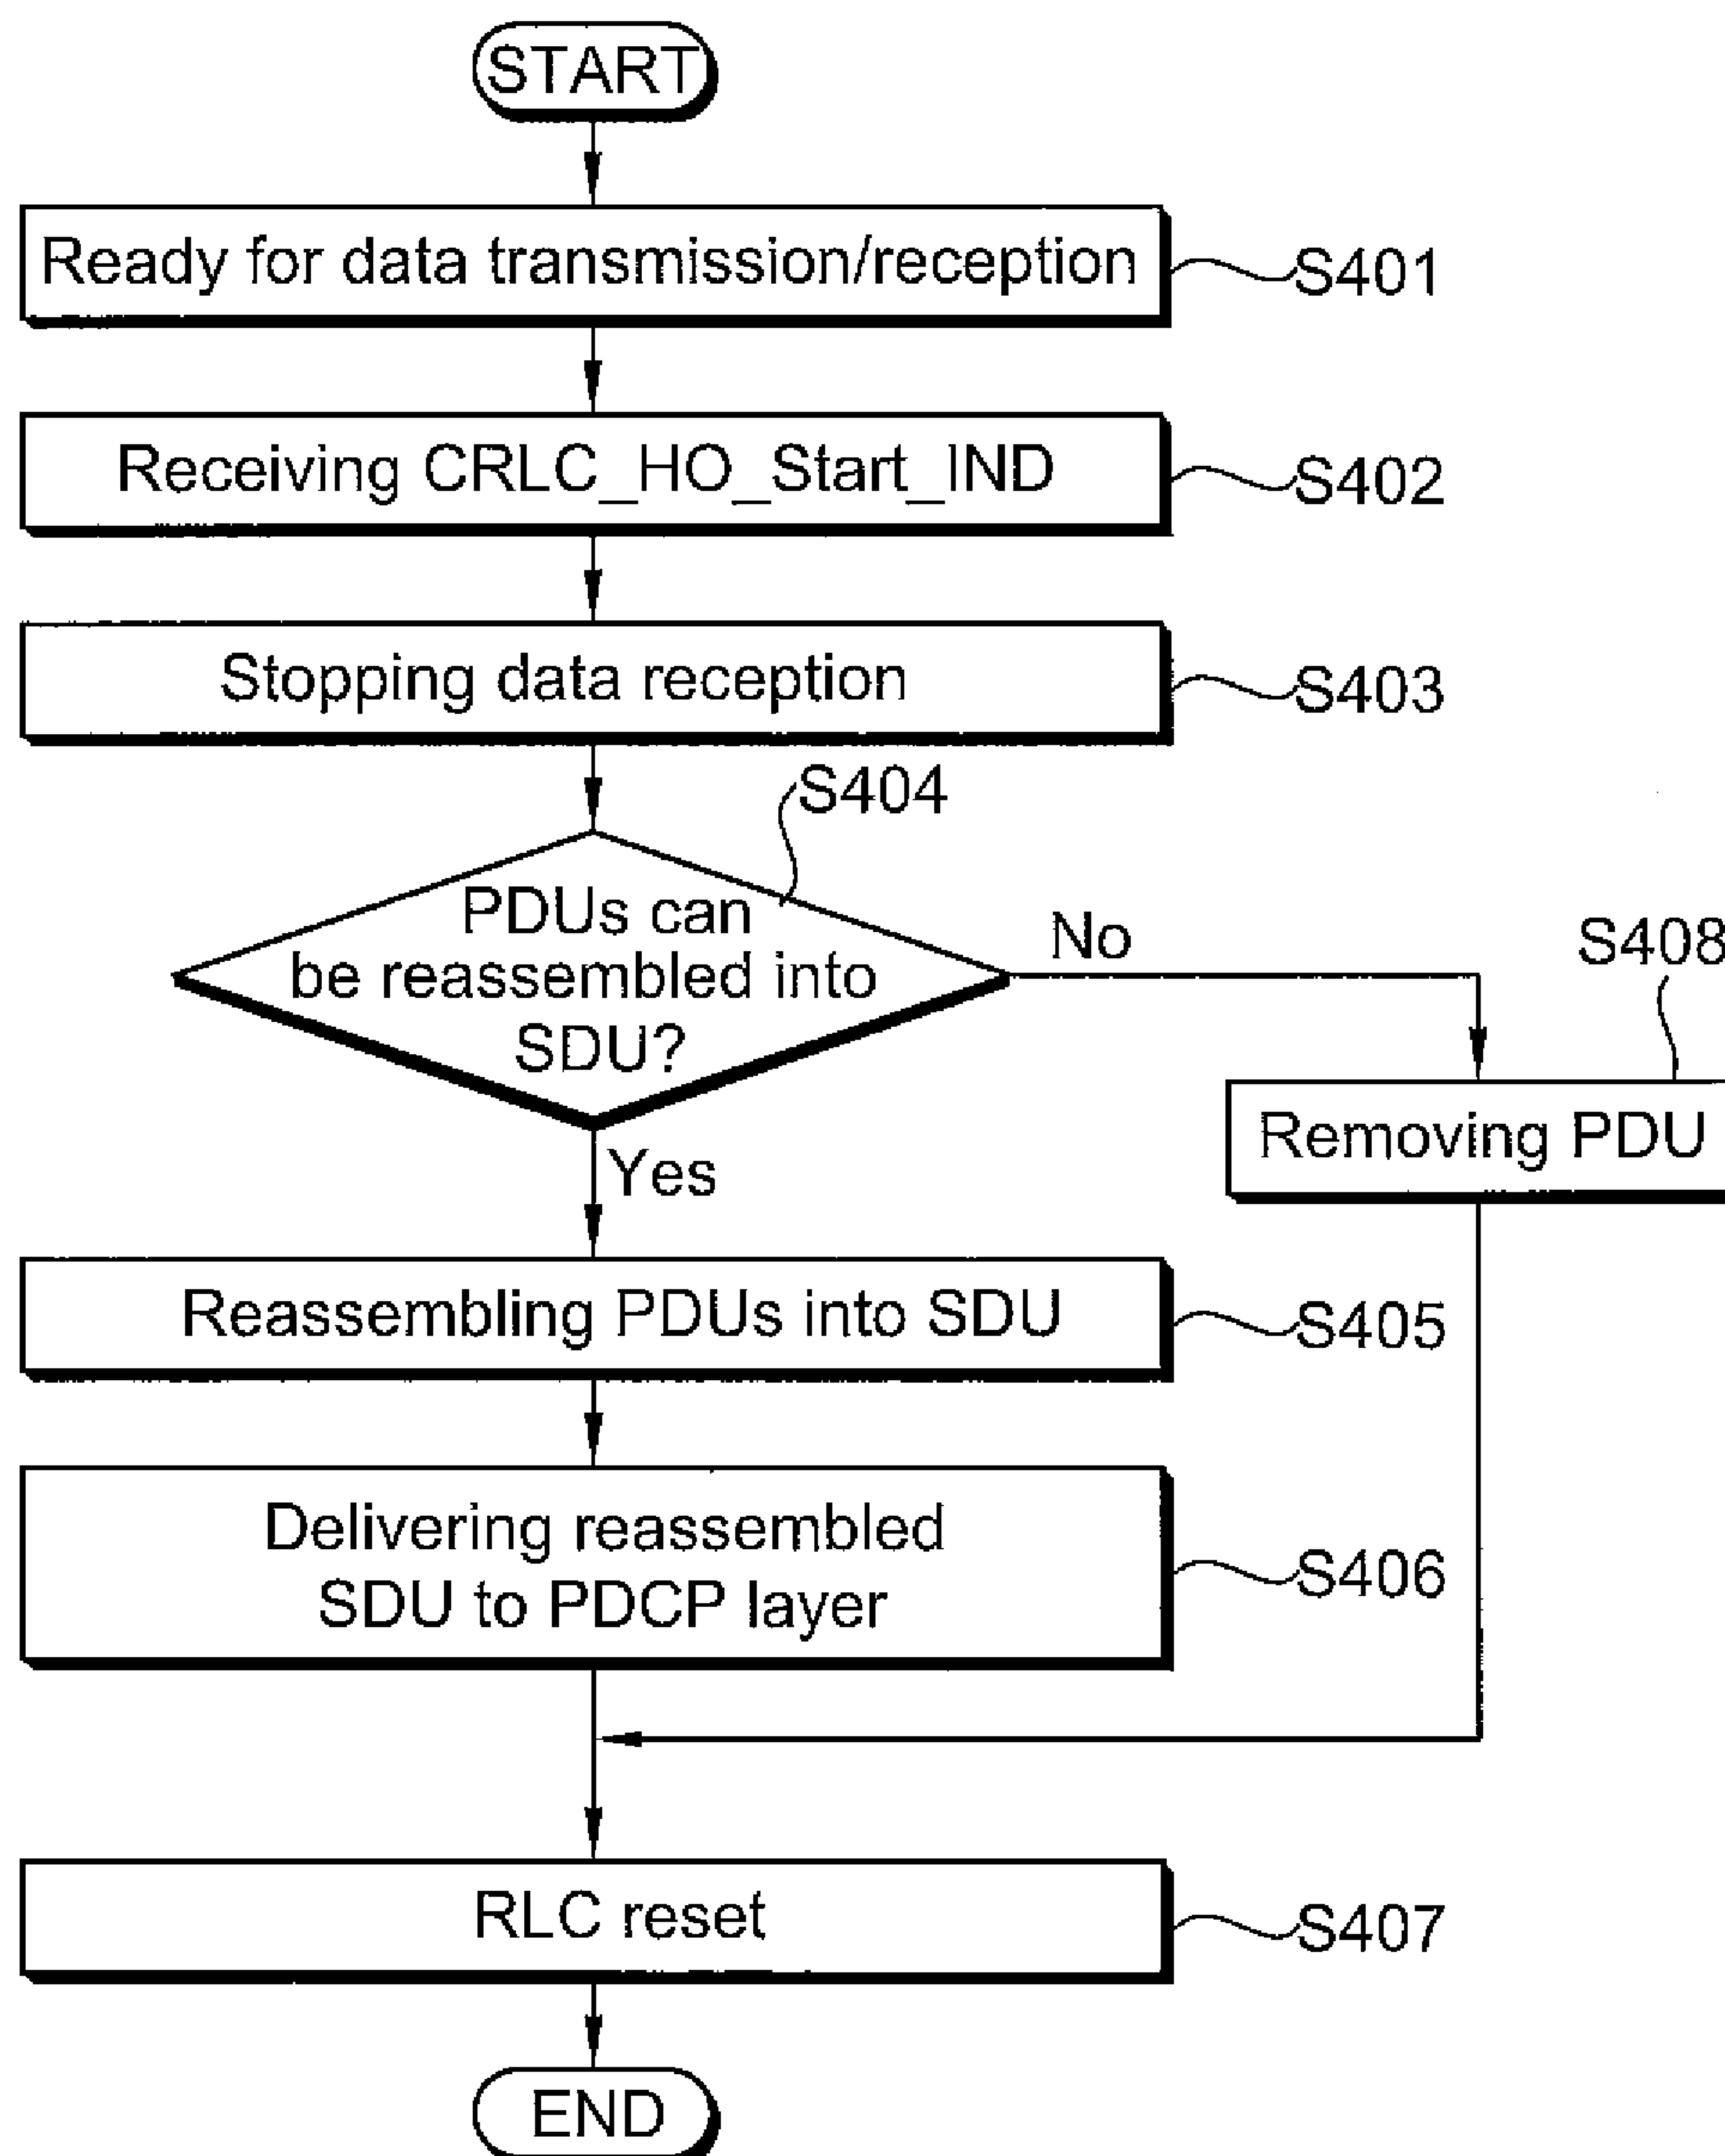 START
Ready for data transmission/reception
S401
Receiving CRLC_HO_Start_IND
S402
Stopping data reception
S403
S404
PDUs can
be reassembled into
SDU?
No
S408
Removing PDU
Yes
Reassembling PDUs into SDU
S405
Delivering reassembled
SDU to PDCP layer
S406
RLC reset
S407
END